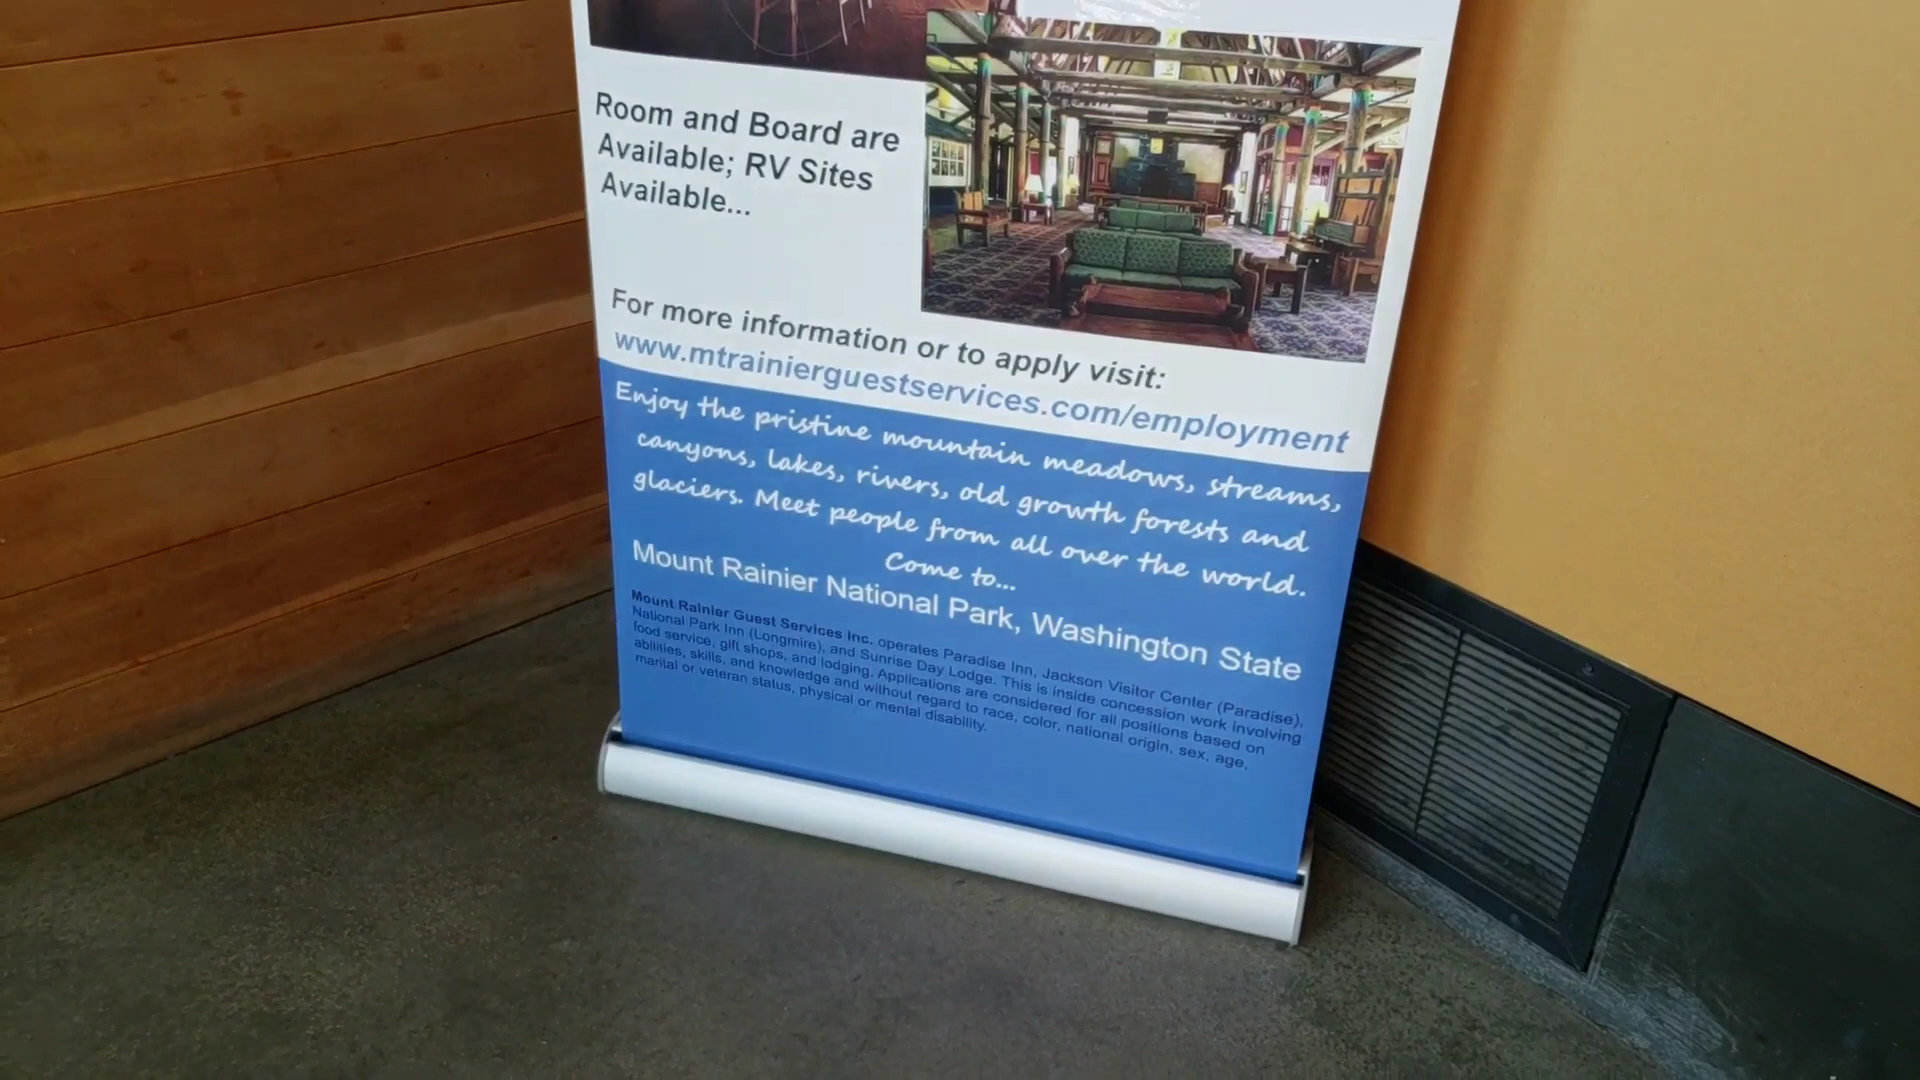 Room and Board are
Available; RV Sites
Available...
For more information or to apply visit:
www.mtrainierguestservices.com/employment
Enjoy the pristine mountain meadows, streams,
canyons, lakes, rivers, old growth forests and
glaciers. Meet people from all over the world.
Come to...
Mount Rainier National Park, Washington State
Mount Rainier Guest Services Inc. operates Paradise Inn, Jackson Visitor Center (Paradise),
National Park Inn (Longmire), and Sunrise Day Lodge. This is inside concession work involving
food service, gift shops, and lodging. Applications are considered for all positions based on
abilities, skills, and knowledge and without regard to race, color, national origin, sex, age,
marital or veteran status, physical or mental disability.